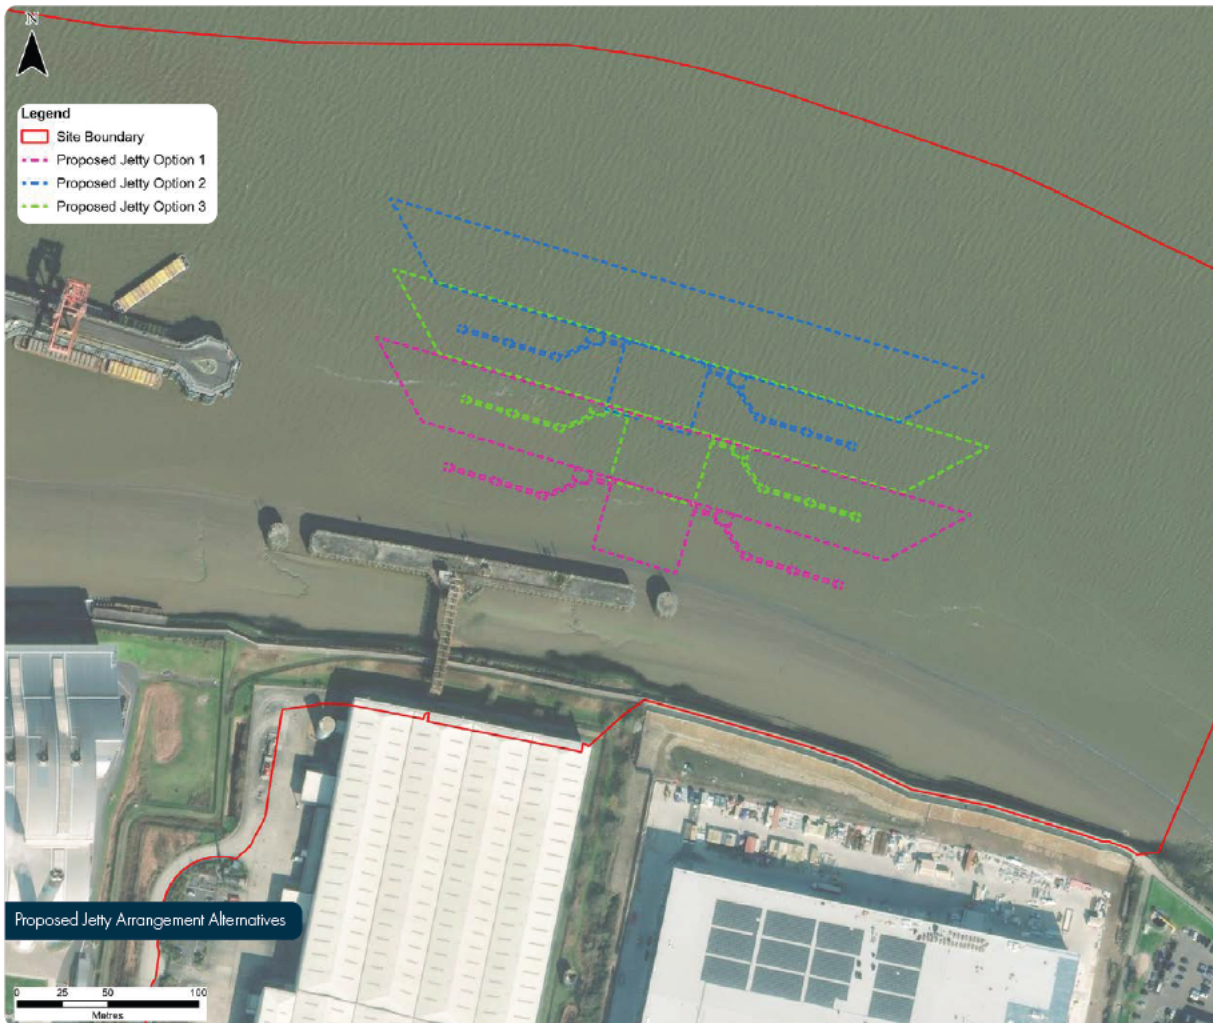 N
Legend
Site Boundary
Proposed Jetty Option 1
Proposed Jetty Option 2
Proposed Jetty Option 3
Proposed Jetty Arrangement Alternatives
0 25 50 100
Metres